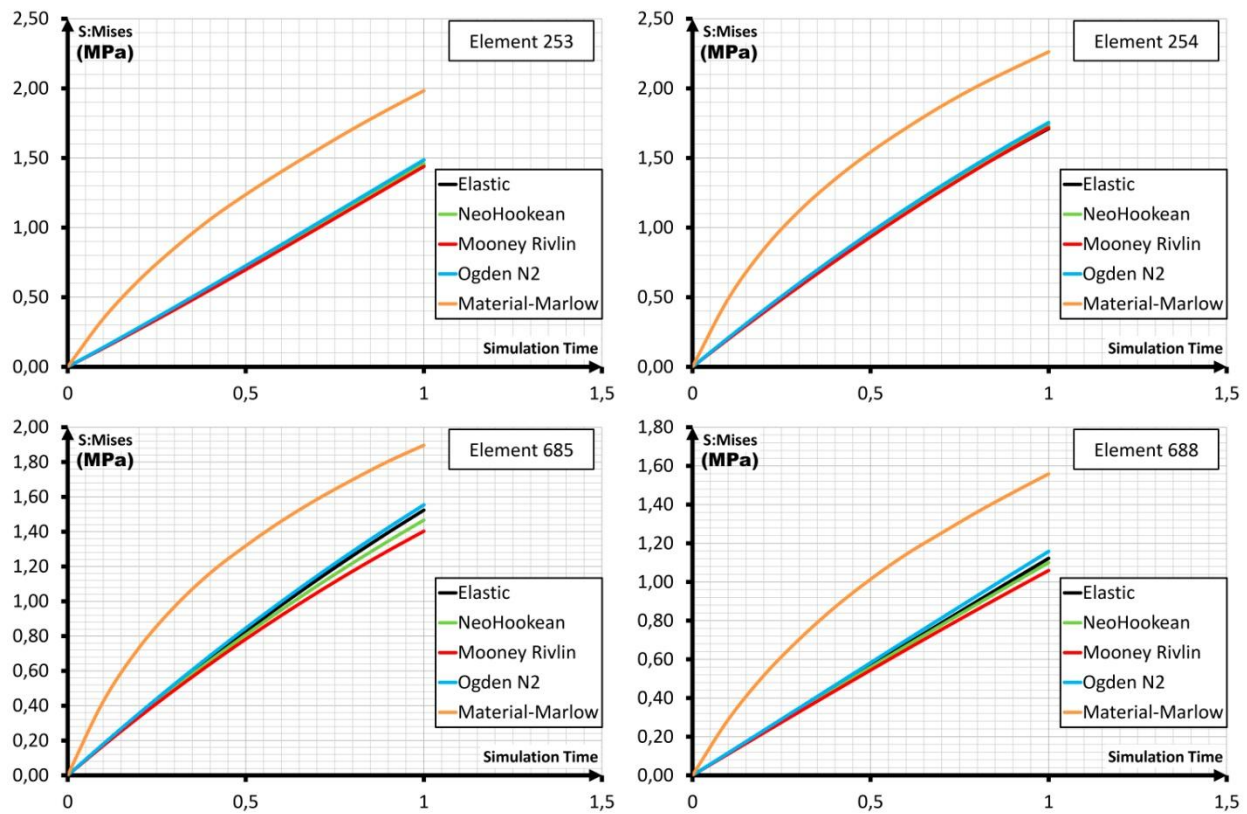 2,50
S:Mises
(MPa)
Element 253
2,00
1,50
1,00
0,50
0,00
Elastic
NeoHookean
Mooney Rivlin
Ogden N2
Material-Marlow
Simulation Time
0
0,5
1
1,5
2,50
S:Mises
(MPa)
Element 254
2,00
1,50
1,00
0,50
0,00
Elastic
NeoHookean
Mooney Rivlin
Ogden N2
Material-Marlow
Simulation Time
0
0,5
1
1,5
2,00
S:Mises
(MPa)
Element 685
1,80
1,60
1,40
1,20
1,00
0,80
0,60
0,40
0,20
0,00
Elastic
NeoHookean
Mooney Rivlin
Ogden N2
Material-Marlow
Simulation Time
0
0,5
1
1,5
1,80
S:Mises
(MPa)
Element 688
1,60
1,40
1,20
1,00
0,80
0,60
0,40
0,20
0,00
Elastic
NeoHookean
Mooney Rivlin
Ogden N2
Material-Marlow
Simulation Time
0
0,5
1
1,5